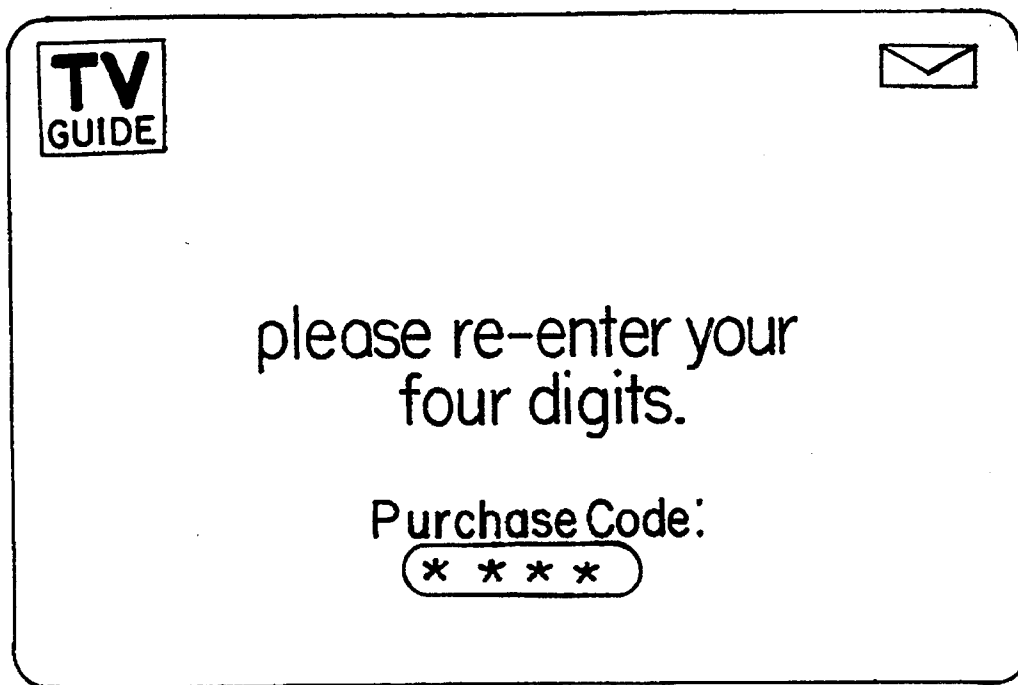 TV
GUIDE
please re-enter your
four digits.
Purchase Code:
* * * *